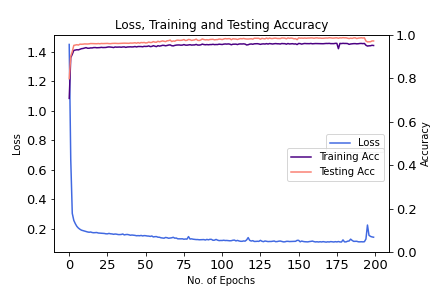 Loss, Training and Testing Accuracy
1.4
1.2
1.0
0.8
0.6
0.4
0.2
Loss
1.0
0.8
0.6
0.4
0.2
0.0
Accuracy
Loss
Training Acc
Testing Acc
0 25 50 75 100 125 150 175 200
No. of Epochs